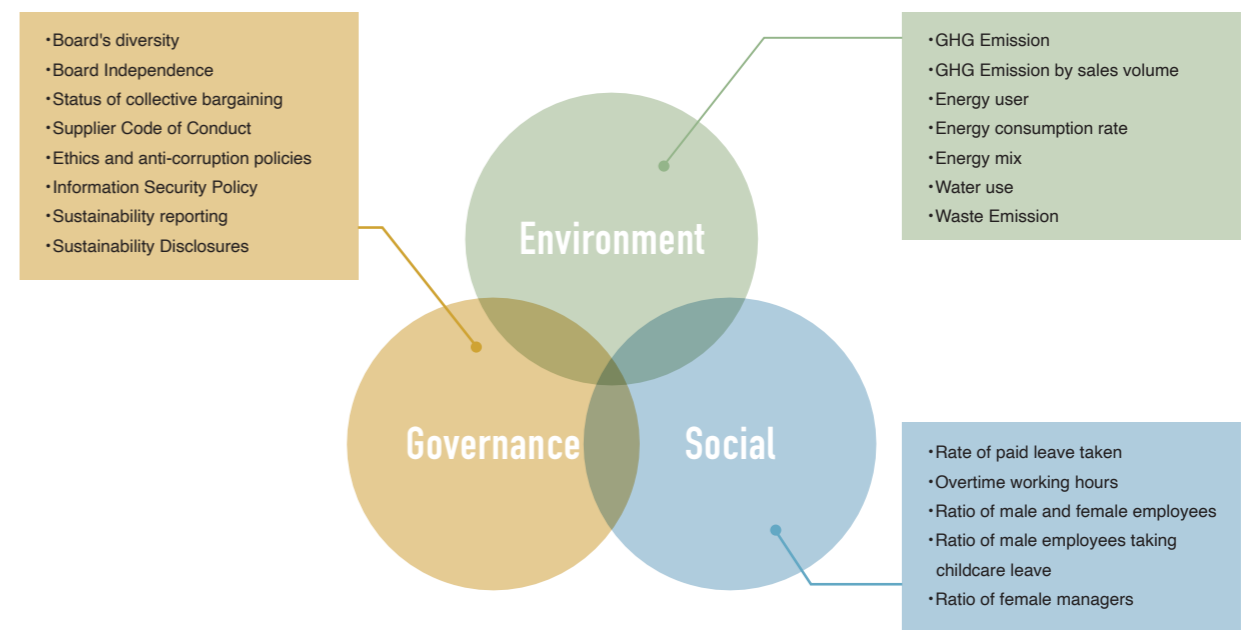 ・Board's diversity
・Board Independence
・Status of collective bargaining
・Supplier Code of Conduct
・Ethics and anti-corruption policies
・Information Security Policy
・Sustainability reporting
・Sustainability Disclosures
・GHG Emission
・GHG Emission by sales volume
・Energy user
・Energy consumption rate
・Energy mix
・Water use
・Waste Emission
Environment
Governance
Social
・Rate of paid leave taken
・Overtime working hours
・Ratio of male and female employees
・Ratio of male employees taking
childcare leave
・Ratio of female managers